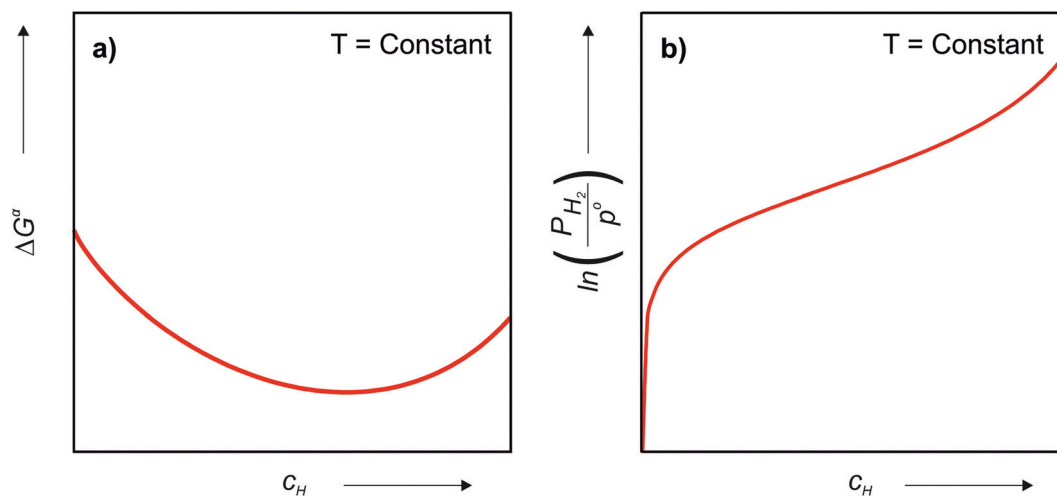 a)
T = Constant
ΔG^α
c_H
b)
T = Constant
ln(P_H₂/p°)
c_H